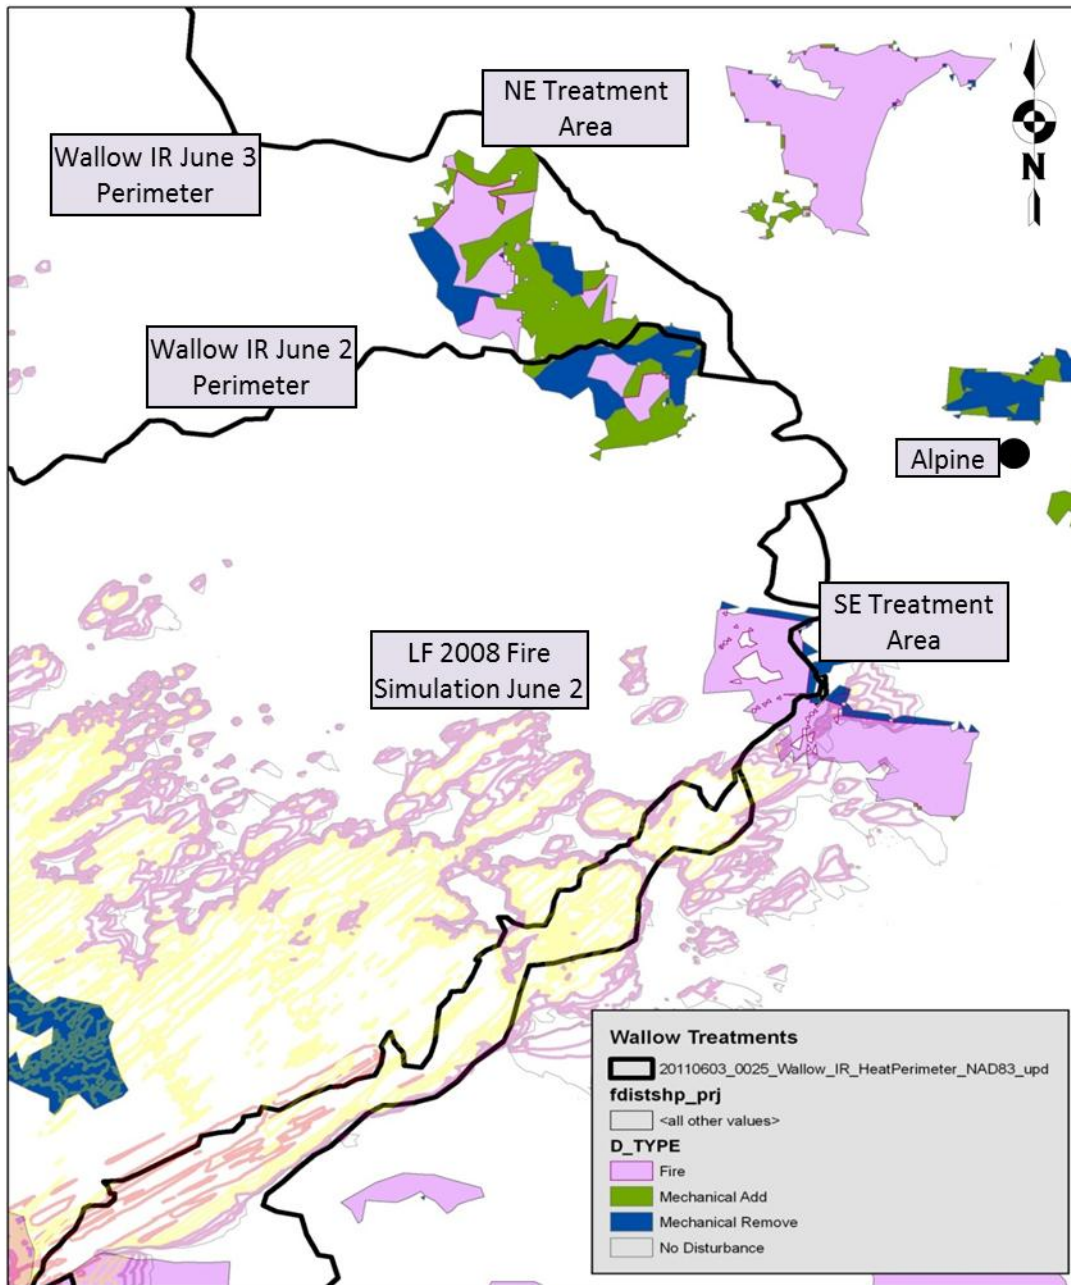 NE Treatment
Area
Wallow IR June 3
Perimeter
N
Wallow IR June 2
Perimeter
Alpine
SE Treatment
Area
LF 2008 Fire
Simulation June 2
Wallow Treatments
20110603_0025_Wallow_IR_HeatPerimeter_NAD83_upd
fdistshp_prj
<all other values>
D_TYPE
Fire
Mechanical Add
Mechanical Remove
No Disturbance